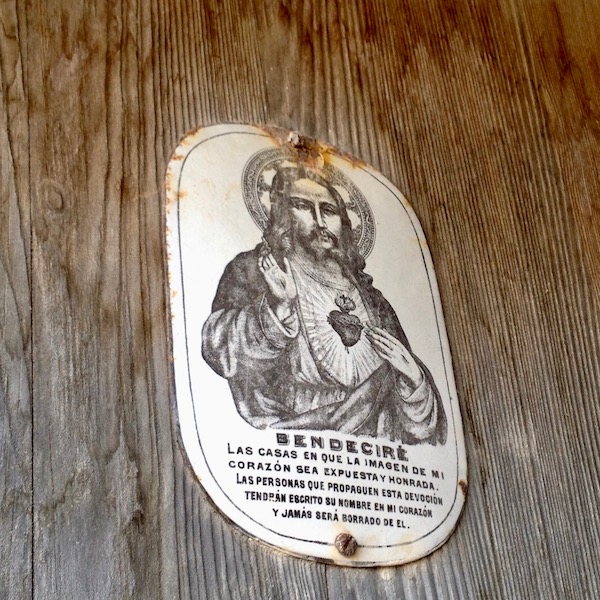 BENDECIRÉ
LAS CASAS EN QUE LA IMAGEN DE MI
CORAZÓN SEA EXPUESTA Y HONRADA.
LAS PERSONAS QUE PROPAGUEN ESTA DEVOCIÓN
TENDRÁN ESCRITO SU NOMBRE EN MI CORAZÓN
Y JAMÁS SERÁ BORRADO DE EL.